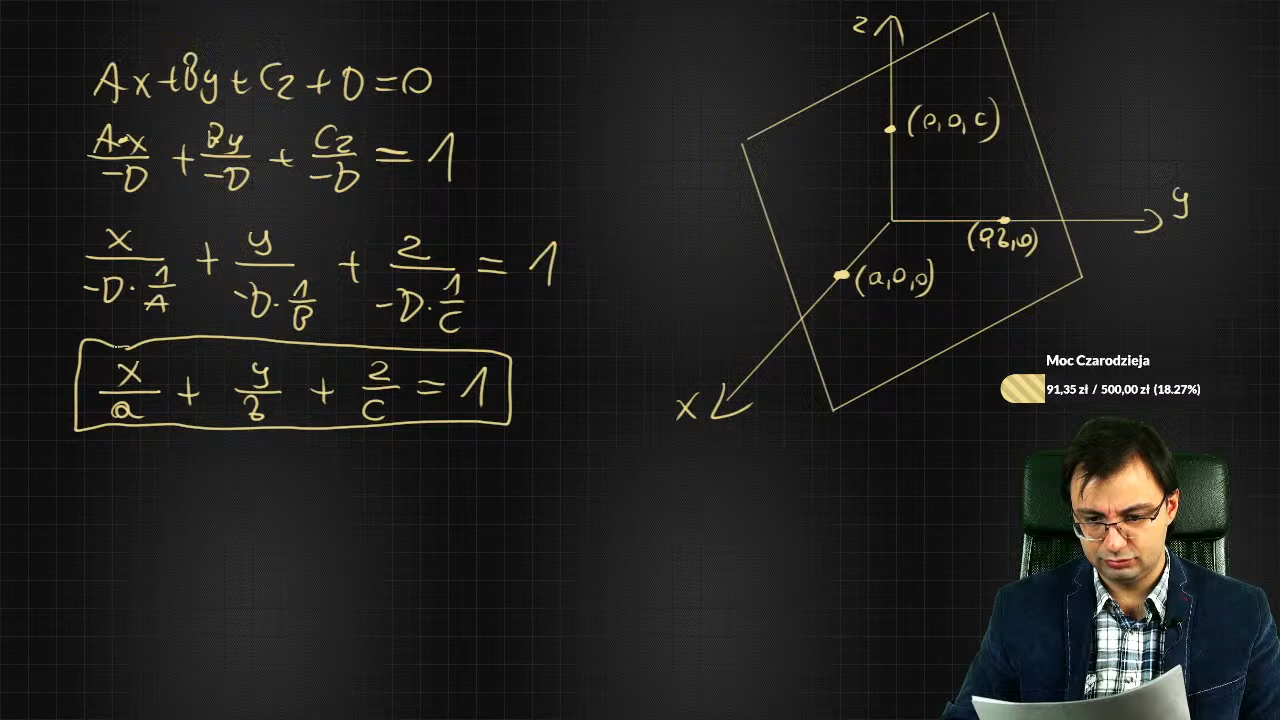 Ax+By+Cz+D=0
A·x/-D + By/-D + Cz/-D = 1
x/(-D·1/A) + y/(-D·1/B) + z/(-D·1/C) = 1
x/a + y/b + z/c = 1
z
(0,0,c)
y
(0,b,0)
(a,0,0)
x
Moc Czarodzieja
91,35 zł / 500,00 zł (18.27%)